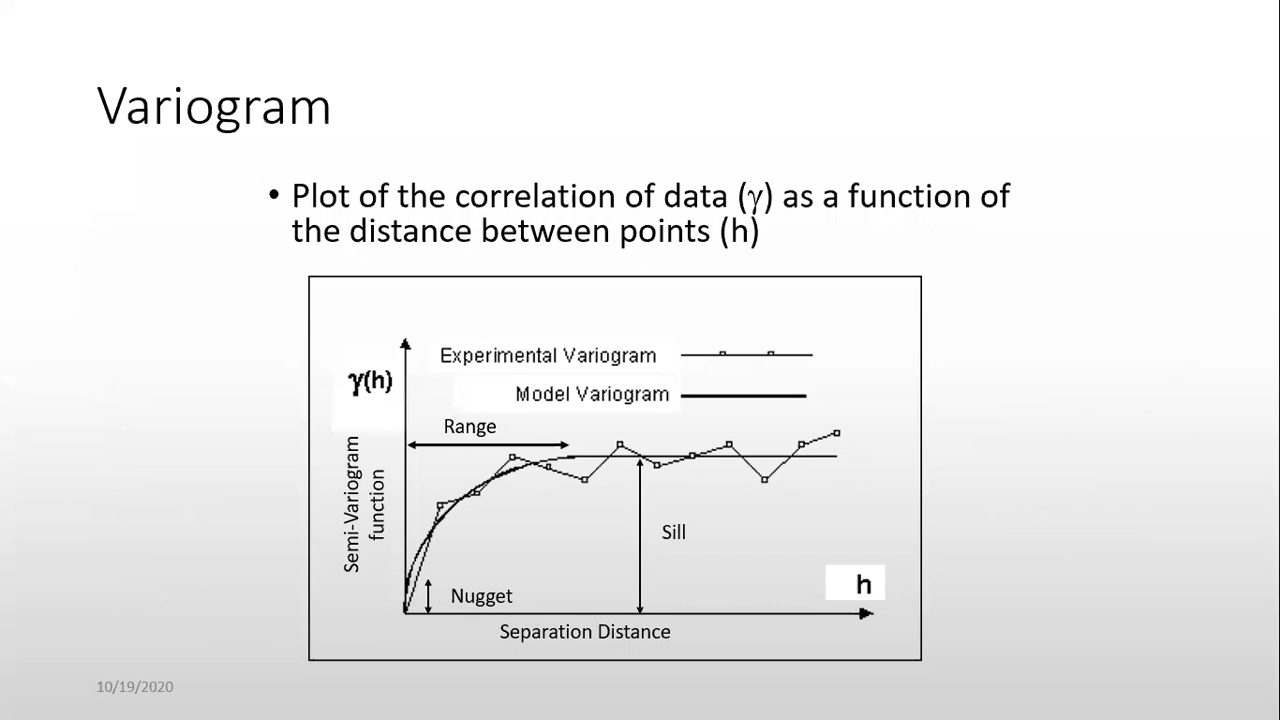 Variogram
• Plot of the correlation of data (γ) as a function of
the distance between points (h)
Experimental Variogram
γ(h)
Model Variogram
Range
Semi-Variogram
function
Sill
h
Nugget
Separation Distance
10/19/2020